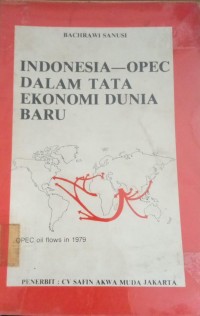 BACHRAWI SANUSI
INDONESIA—OPEC
DALAM TATA
EKONOMI DUNIA
BARU
OPEC oil flows in 1979
PENERBIT : CV SAFIN AKWA MUDA JAKARTA